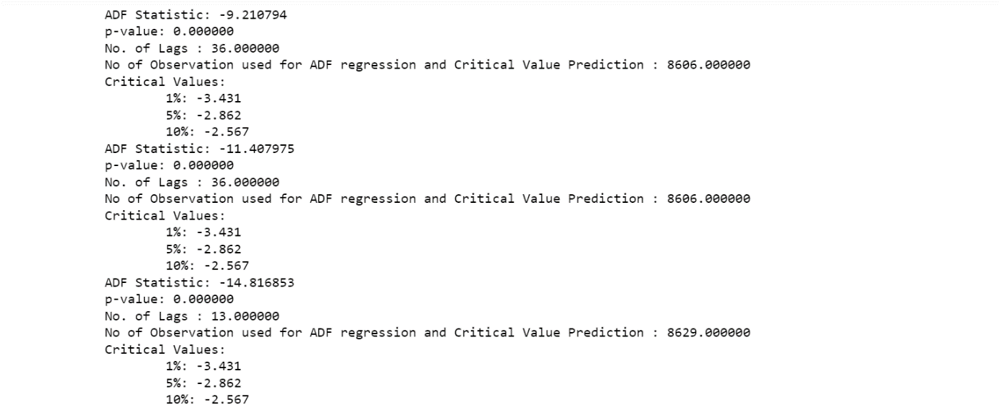 ADF Statistic: -9.210794
p-value: 0.000000
No. of Lags : 36.000000
No of Observation used for ADF regression and Critical Value Prediction : 8606.000000
Critical Values:
1%: -3.431
5%: -2.862
10%: -2.567
ADF Statistic: -11.407975
p-value: 0.000000
No. of Lags : 36.000000
No of Observation used for ADF regression and Critical Value Prediction : 8606.000000
Critical Values:
1%: -3.431
5%: -2.862
10%: -2.567
ADF Statistic: -14.816853
p-value: 0.000000
No. of Lags : 13.000000
No of Observation used for ADF regression and Critical Value Prediction : 8629.000000
Critical Values:
1%: -3.431
5%: -2.862
10%: -2.567